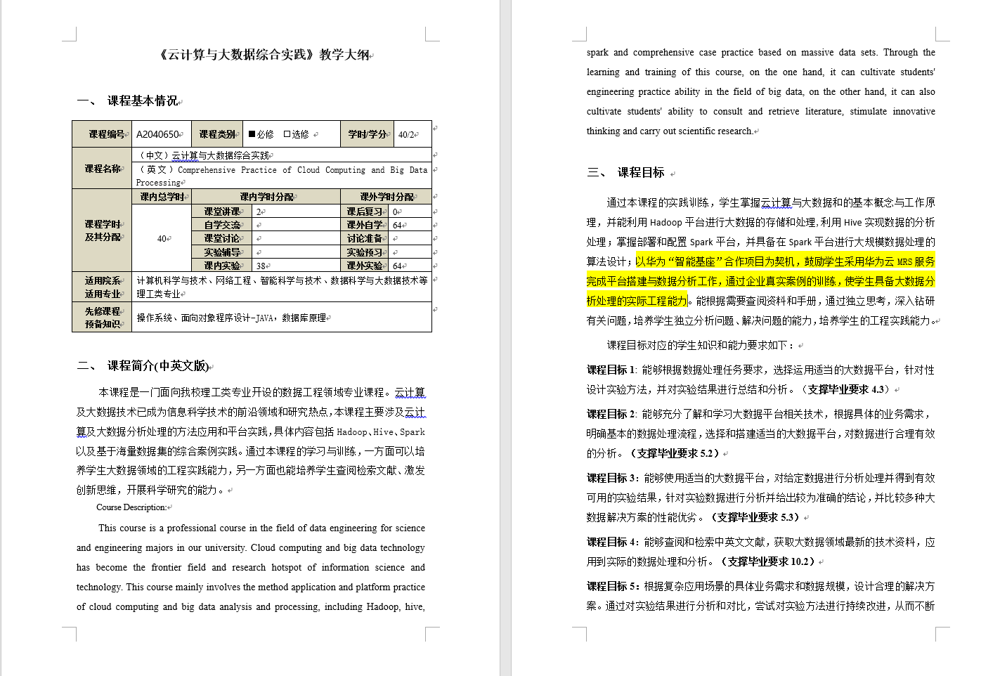 《云计算与大数据综合实践》教学大纲
一、 课程基本情况
课程编号 A2040650 课程类别 ■必修 □选修 学时/学分 40/2
课程名称
（中文）云计算与大数据综合实践
（英文）Comprehensive Practice of Cloud Computing and Big Data
Processing
课程学时
及其分配
课内总学时 课内学时分配 课外学时分配
40
课堂讲课 2 课后复习 0
自学交流 课外自学 64
课堂讨论 讨论准备
实验辅导 实验预习
课内实验 38 课外实验 64
适用院系
适用专业
计算机科学与技术、网络工程、智能科学与技术、数据科学与大数据技术等
理工类专业
先修课程
预备知识
操作系统、面向对象程序设计-JAVA，数据库原理
二、 课程简介(中英文版)
本课程是一门面向我校理工类专业开设的数据工程领域专业课程。云计算
及大数据技术已成为信息科学技术的前沿领域和研究热点，本课程主要涉及云计
算及大数据分析处理的方法应用和平台实践，具体内容包括 Hadoop、Hive、Spark
以及基于海量数据集的综合案例实践。通过本课程的学习与训练，一方面可以培
养学生大数据领域的工程实践能力，另一方面也能培养学生查阅检索文献、激发
创新思维，开展科学研究的能力。
Course Description:
This course is a professional course in the field of data engineering for science
and engineering majors in our university. Cloud computing and big data technology
has become the frontier field and research hotspot of information science and
technology. This course mainly involves the method application and platform practice
of cloud computing and big data analysis and processing, including Hadoop, hive,
spark and comprehensive case practice based on massive data sets. Through the
learning and training of this course, on the one hand, it can cultivate students'
engineering practice ability in the field of big data, on the other hand, it can also
cultivate students' ability to consult and retrieve literature, stimulate innovative
thinking and carry out scientific research.
三、 课程目标
通过本课程的实践训练，学生掌握云计算与大数据和的基本概念与工作原
理，并能利用 Hadoop 平台进行大数据的存储和处理, 利用 Hive 实现数据的分析
处理；掌握部署和配置 Spark 平台，并具备在 Spark 平台进行大规模数据处理的
算法设计；以华为“智能基座”合作项目为契机，鼓励学生采用华为云 MRS 服务
完成平台搭建与数据分析工作，通过企业真实案例的训练，使学生具备大数据分
析处理的实际工程能力。能根据需要查阅资料和手册，通过独立思考，深入钻研
有关问题，培养学生独立分析问题、解决问题的能力，培养学生的工程实践能力。
课程目标对应的学生知识和能力要求如下：
课程目标 1: 能够根据数据处理任务要求，选择运用适当的大数据平台，针对性
设计实验方法，并对实验结果进行总结和分析。（支撑毕业要求 4.3）
课程目标 2: 能够充分了解和学习大数据平台相关技术，根据具体的业务需求，
明确基本的数据处理流程，选择和搭建适当的大数据平台，对数据进行合理有效
的分析。（支撑毕业要求 5.2）
课程目标 3：能够使用适当的大数据平台，对给定数据进行分析处理并得到有效
可用的实验结果，针对实验数据进行分析并给出较为准确的结论，并比较多种大
数据解决方案的性能优劣。（支撑毕业要求 5.3）
课程目标 4：能够查阅和检索中英文文献，获取大数据领域最新的技术资料，应
用到实际的数据处理和分析。（支撑毕业要求 10.2）
课程目标 5：根据复杂应用场景的具体业务需求和数据规模，设计合理的解决方
案。通过对实验结果进行分析和对比，尝试对实验方法进行持续改进，从而不断